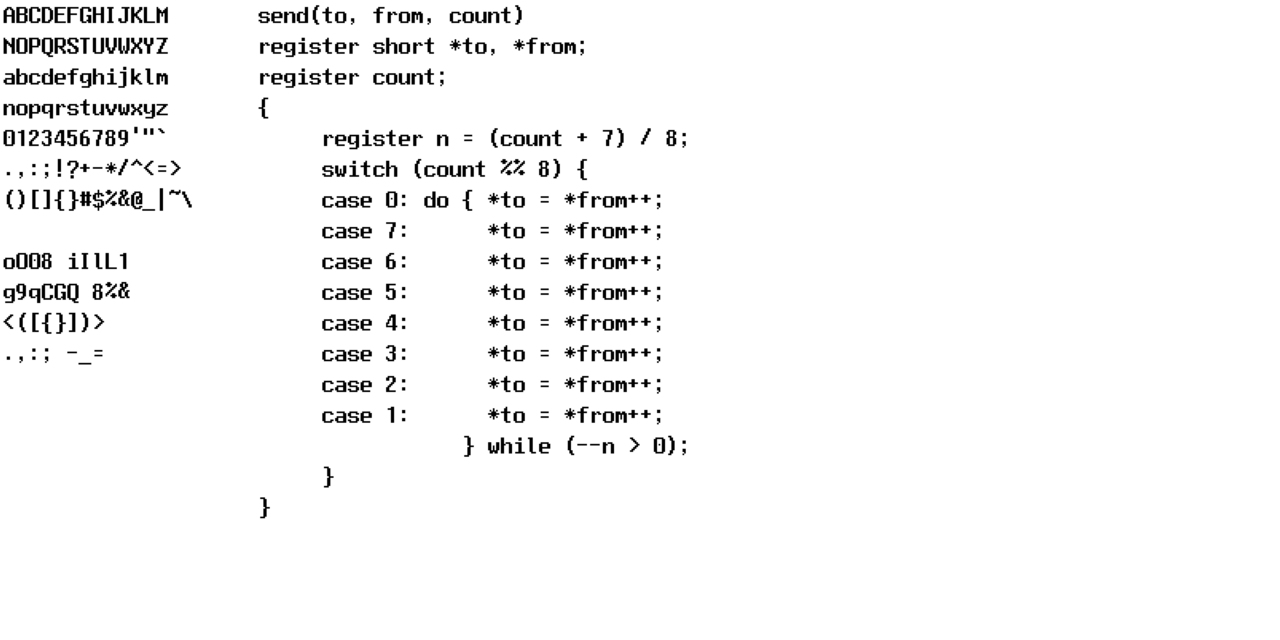 ABCDEFGHIJKLM
NOPQRSTUVWXYZ
abcdefghijklm
nopqrstuvwxyz
0123456789'"`
.,:;!?+-*/^<=>
()[]{}#$%&@_|~\
oO08 iIlL1
g9qCGQ 8%&
<([{}])>
.,:; -_=
send(to, from, count)
register short *to, *from;
register count;
{
     register n = (count + 7) / 8;
     switch (count %% 8) {
     case 0: do { *to = *from++;
     case 7:      *to = *from++;
     case 6:      *to = *from++;
     case 5:      *to = *from++;
     case 4:      *to = *from++;
     case 3:      *to = *from++;
     case 2:      *to = *from++;
     case 1:      *to = *from++;
                } while (--n > 0);
     }
}